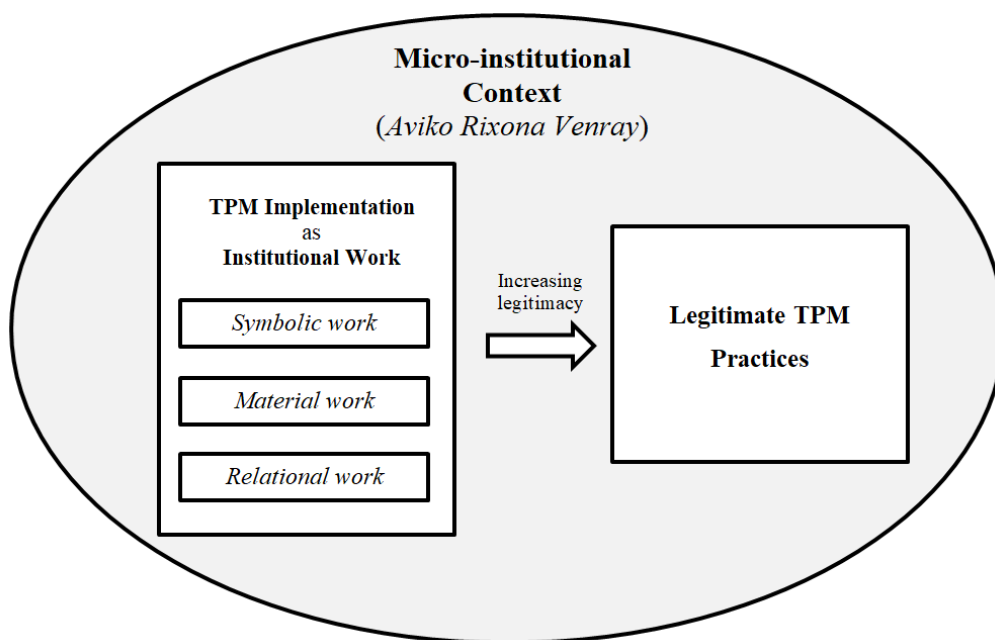 Micro-institutional
Context
(Aviko Rixona Venray)
TPM Implementation
as
Institutional Work
Symbolic work
Material work
Relational work
Increasing
legitimacy
Legitimate TPM
Practices